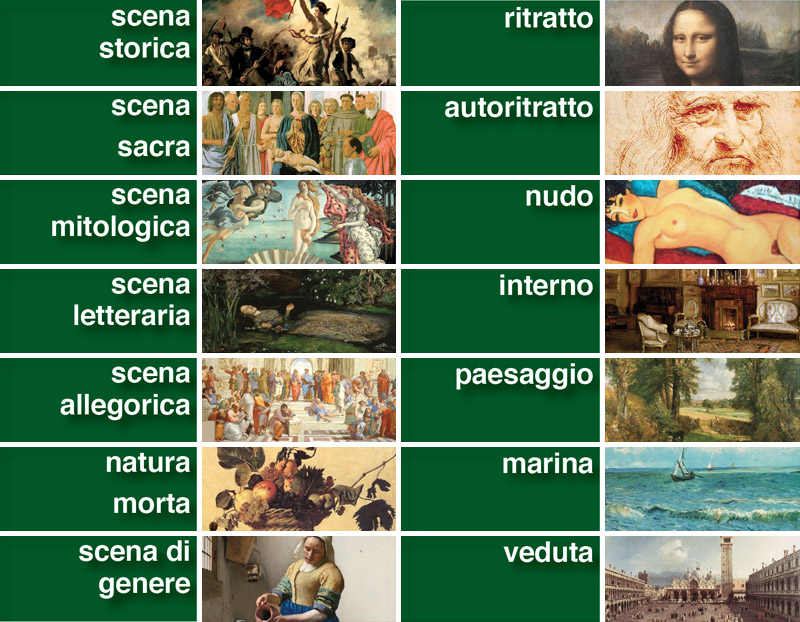 scena
storica
ritratto
scena
sacra
autoritratto
scena
mitologica
nudo
scena
letteraria
interno
scena
allegorica
paesaggio
natura
morta
marina
scena di
genere
veduta